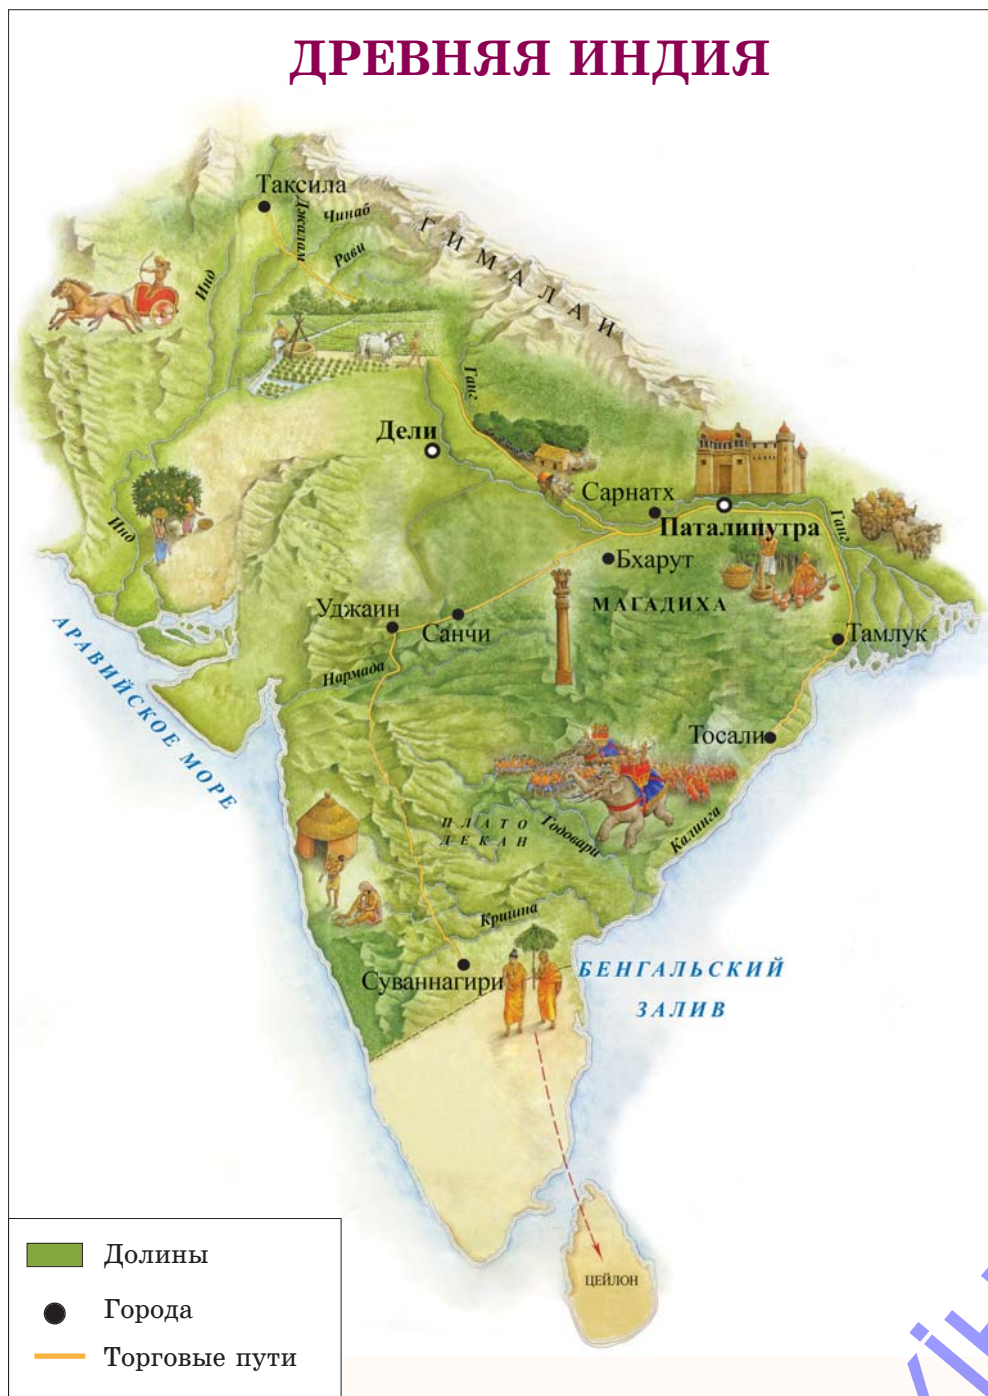 ДРЕВНЯЯ ИНДИЯ
Таксила
Джалам
Чинаб
Рави
Инд
ГИМАЛАИ
Ганг
Дели
Сарнатх
Паталипутра
Ганг
Инд
Бхарут
МАГАДИХА
Уджаин
Санчи
Тамлук
Нармада
АРАВИЙСКОЕ МОРЕ
Тосали
ПЛАТО
ДЕКАН
Годовари
Калинга
Кришна
Суваннагири
БЕНГАЛЬСКИЙ
ЗАЛИВ
ЦЕЙЛОН
Долины
Города
Торговые пути